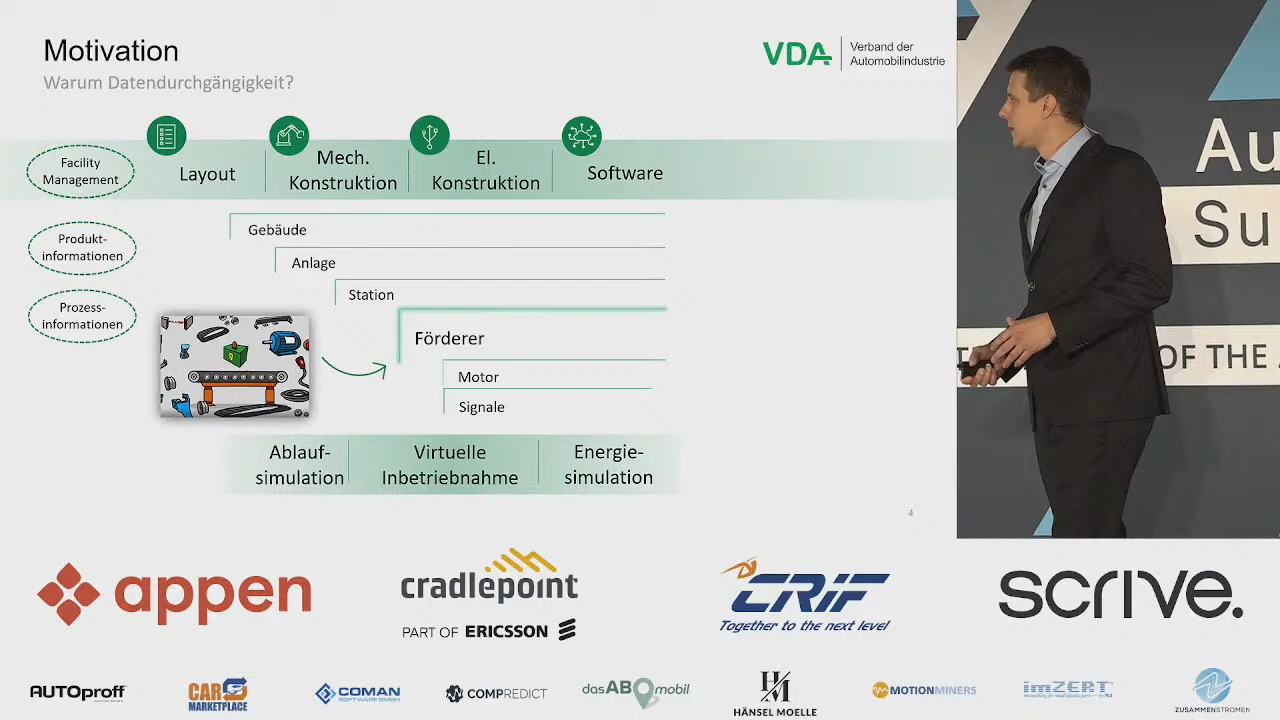 Motivation
Warum Datendurchgängigkeit?
VDA
Verband der
Automobilindustrie
Facility
Management
Layout
Mech.
Konstruktion
El.
Konstruktion
Software
Produkt-
informationen
Prozess-
informationen
Gebäude
Anlage
Station
Förderer
Motor
Signale
Ablauf-
simulation
Virtuelle
Inbetriebnahme
Energie-
simulation
4
Au
Su
OF THE A
appen
cradlepoint
PART OF ERICSSON
CRIF
Together to the next level
scrive.
AUTOproff
CAR
MARKETPLACE
COMAN
SOFTWARE GMBH
COMPREDICT
dasABOmobil
HM
HÄNSEL MOELLE
MOTIONMINERS
imZERT
ZUSAMMENSTROMEN